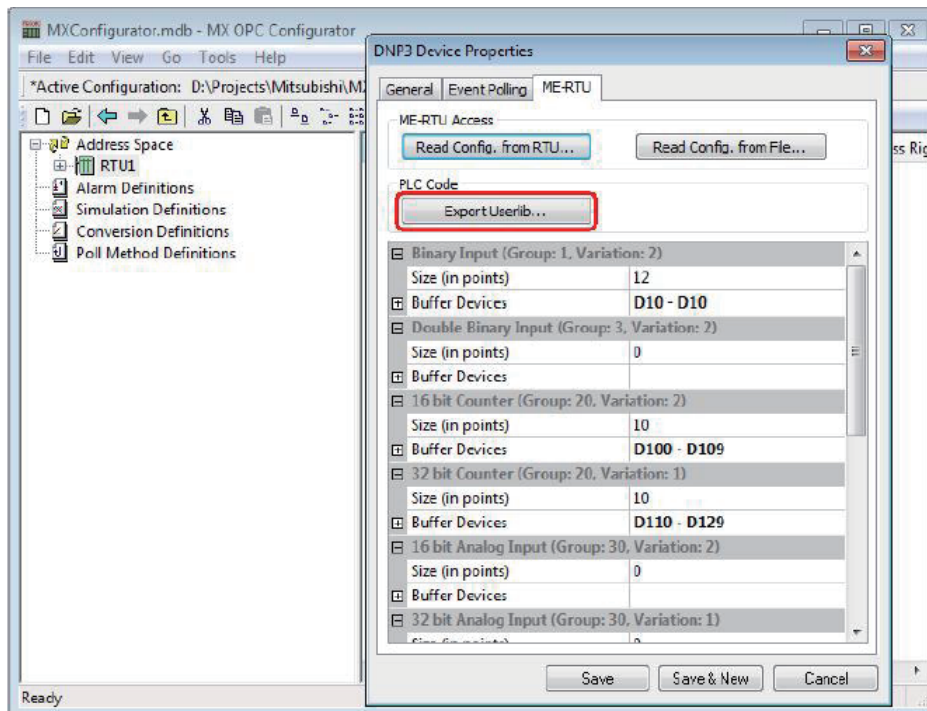 MXConfigurator.mdb - MX OPC Configurator
File Edit View Go Tools Help
*Active Configuration: D:\Projects\Mitsubishi\M
Address Space
RTU1
Alarm Definitions
Simulation Definitions
Conversion Definitions
Poll Method Definitions
Ready
DNP3 Device Properties
General Event Polling ME-RTU
ME-RTU Access
Read Config. from RTU... Read Config. from File...
PLC Code
Export Userlib...
Binary Input (Group: 1, Variation: 2)
Size (in points) 12
Buffer Devices D10 - D10
Double Binary Input (Group: 3, Variation: 2)
Size (in points) 0
Buffer Devices
16 bit Counter (Group: 20, Variation: 2)
Size (in points) 10
Buffer Devices D100 - D109
32 bit Counter (Group: 20, Variation: 1)
Size (in points) 10
Buffer Devices D110 - D129
16 bit Analog Input (Group: 30, Variation: 2)
Size (in points) 0
Buffer Devices
32 bit Analog Input (Group: 30, Variation: 1)
Save Save & New Cancel
ss Rig